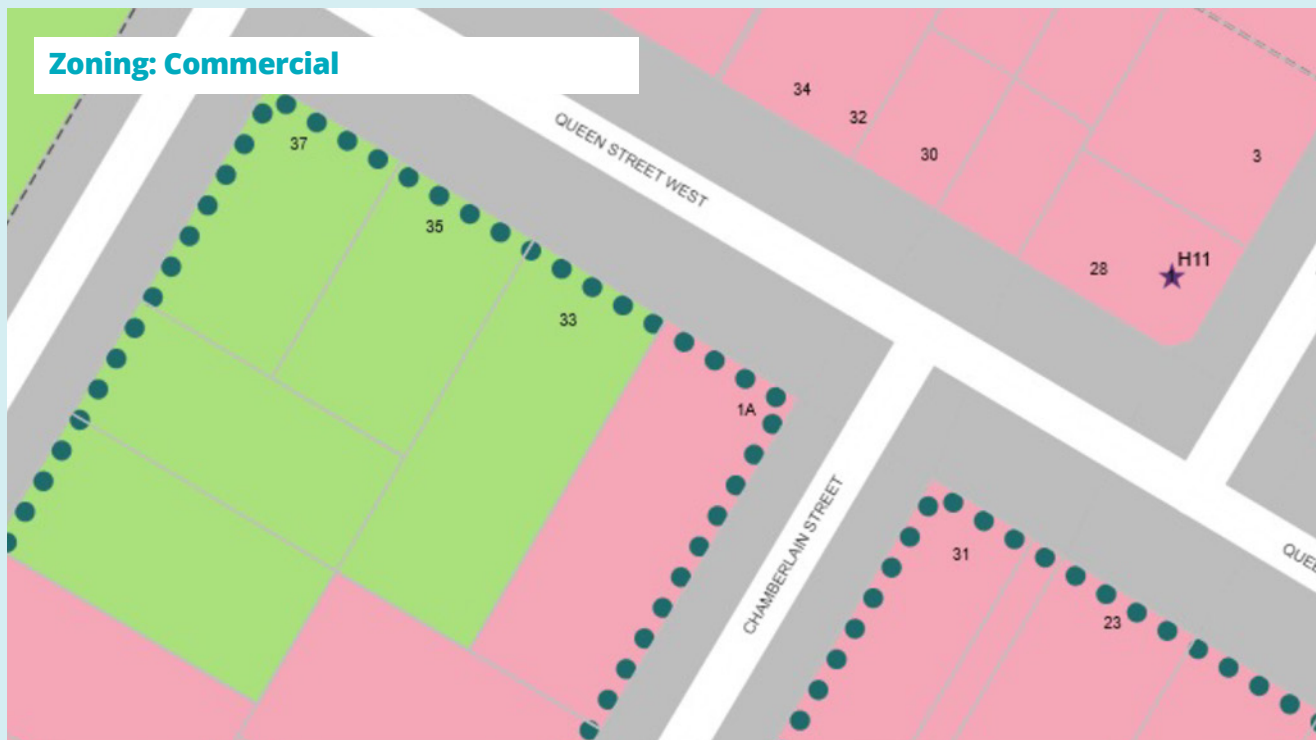 Zoning: Commercial
37
35
33
1A
QUEEN STREET WEST
34
32
30
3
28
H11
CHAMBERLAIN STREET
31
23